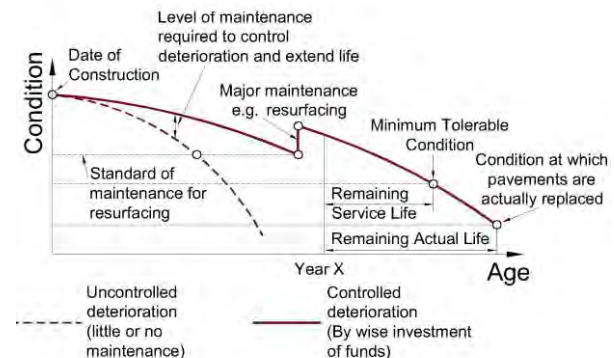 Condition
Level of maintenance
required to control
deterioration and extend life
Date of
Construction
Major maintenance
e.g. resurfacing
Minimum Tolerable
Condition
Condition at which
pavements are
actually replaced
Standard of
maintenance for
resurfacing
Remaining
Service Life
Remaining Actual Life
Year X
Age
Uncontrolled
deterioration
(little or no
maintenance)
Controlled
deterioration
(By wise investment
of funds)